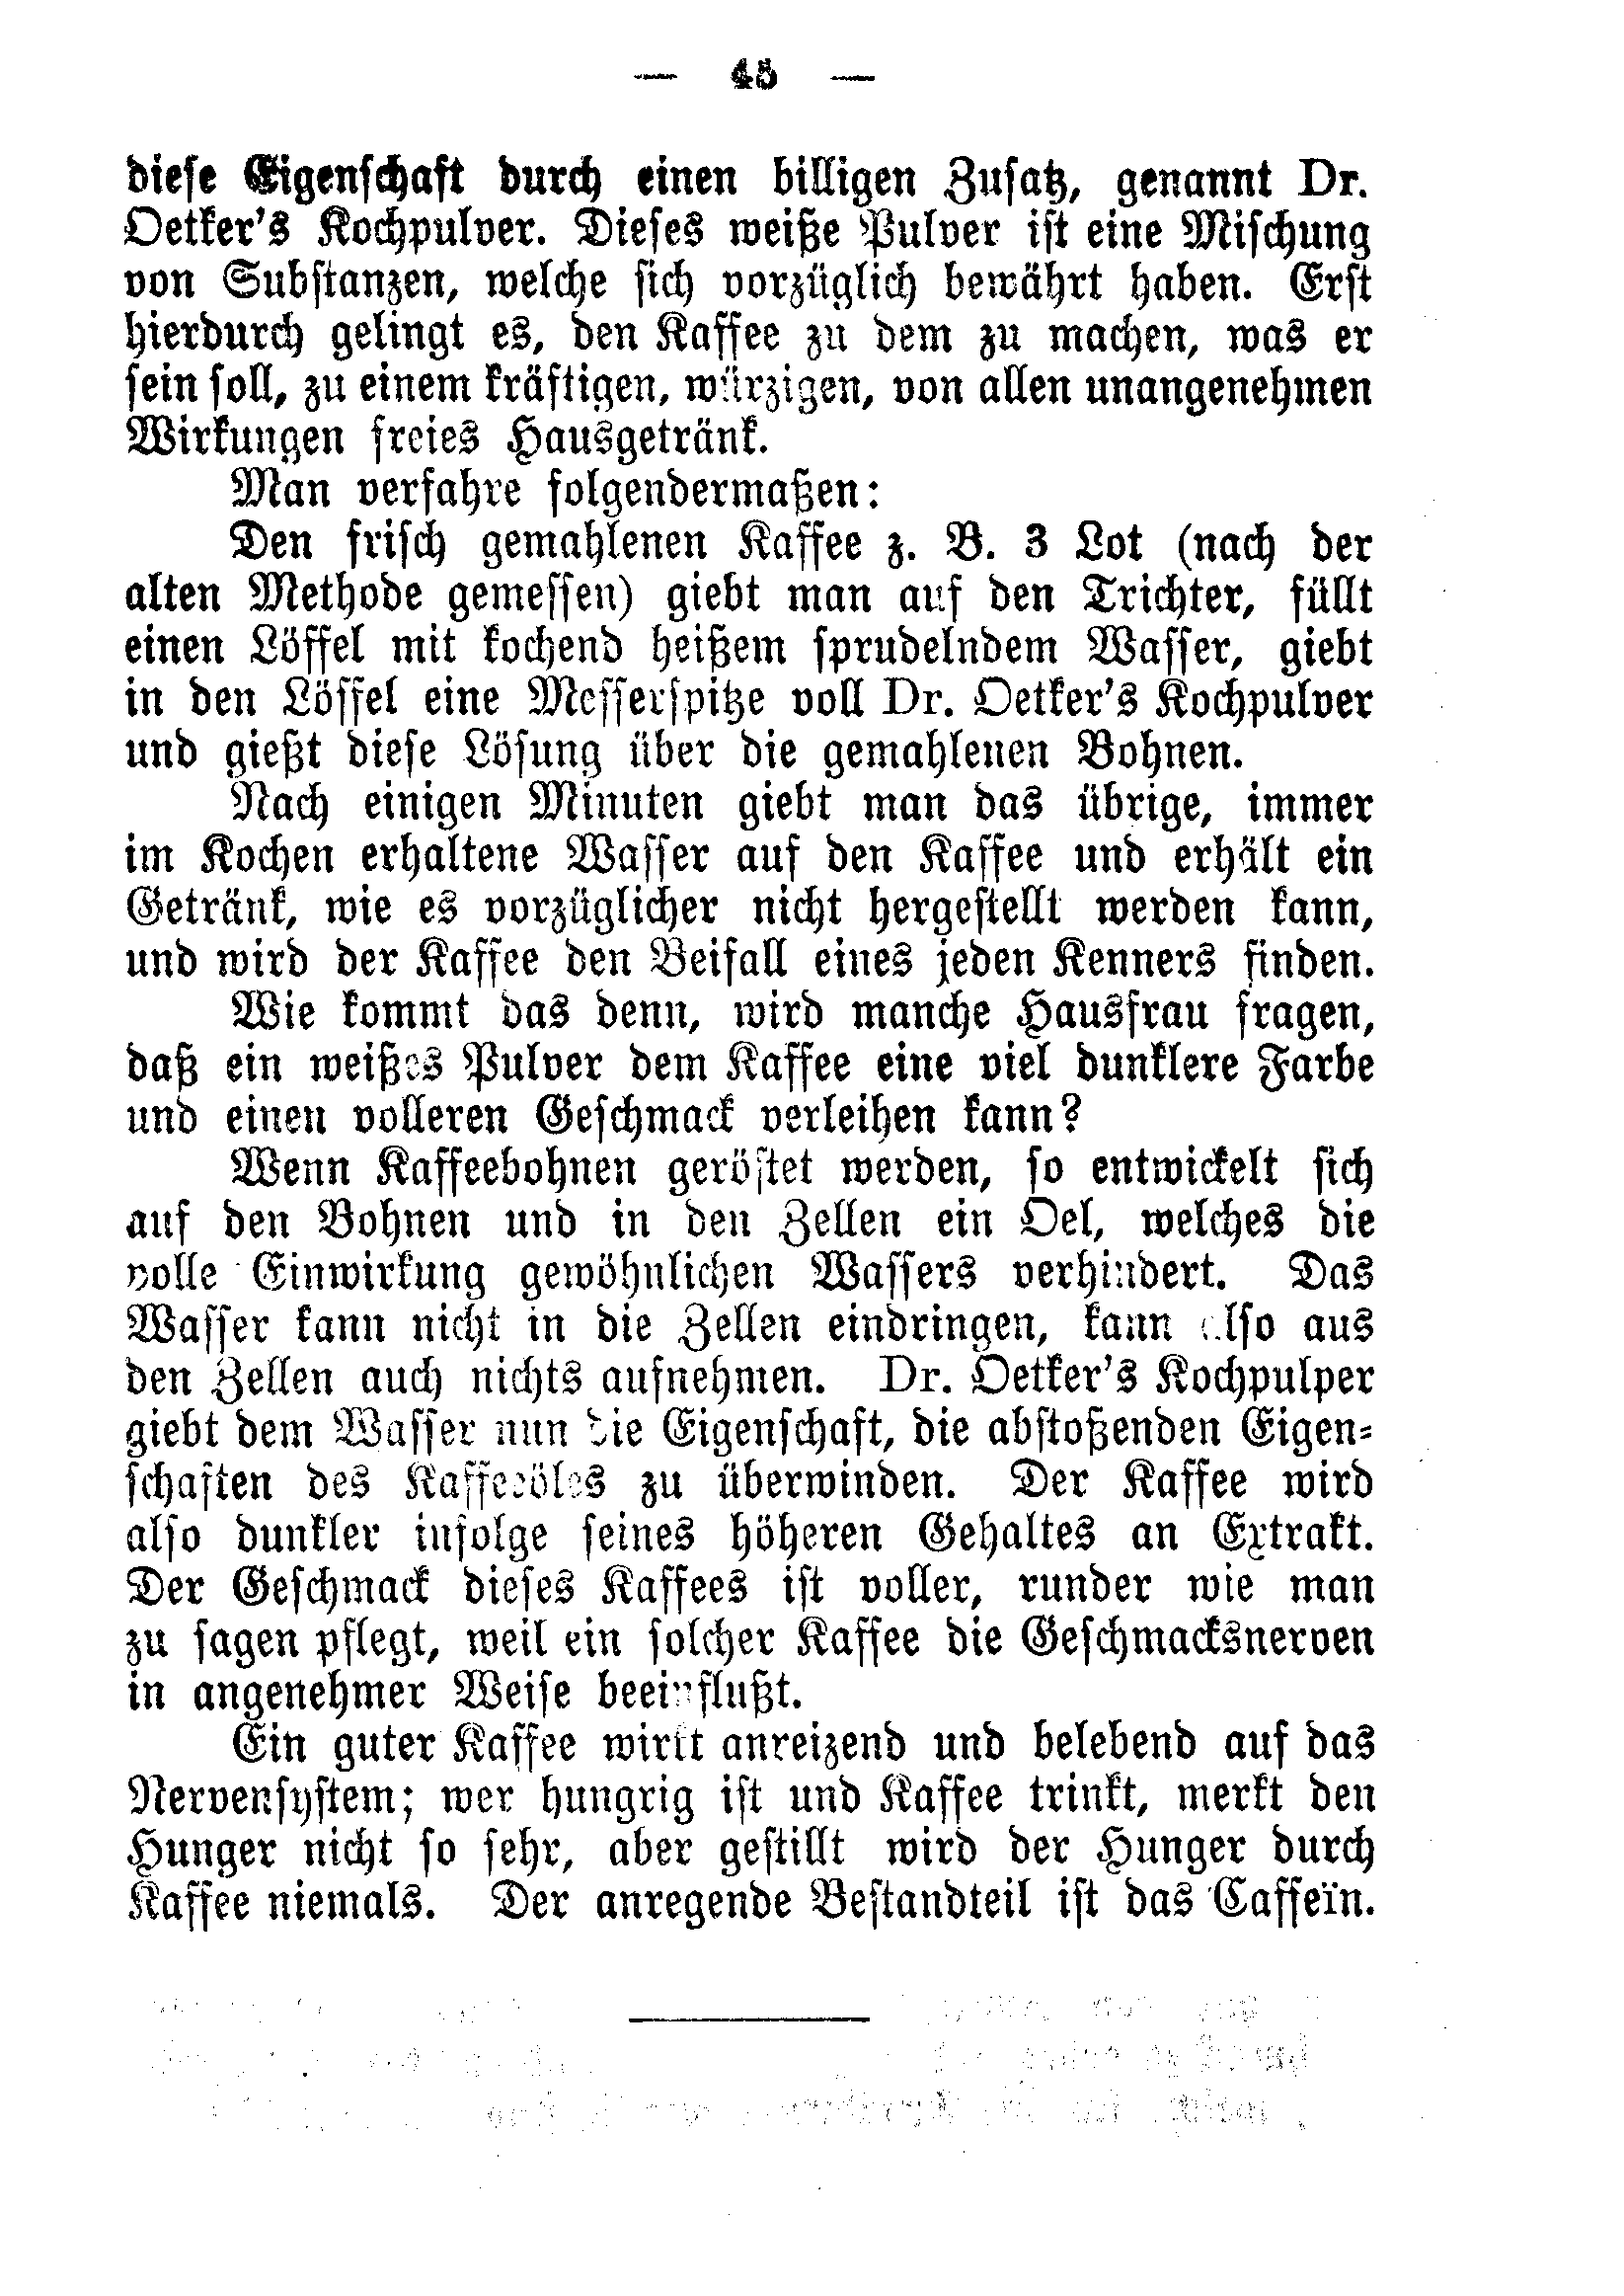 — 45 —
diese Eigenschaft durch einen billigen Zusatz, genannt Dr.
Oetker's Kochpulver. Dieses weiße Pulver ist eine Mischung
von Substanzen, welche sich vorzüglich bewährt haben. Erst
hierdurch gelingt es, den Kaffee zu dem zu machen, was er
sein soll, zu einem kräftigen, würzigen, von allen unangenehmen
Wirkungen freies Hausgetränk.
Man verfahre folgendermaßen:
Den frisch gemahlenen Kaffee z. B. 3 Lot (nach der
alten Methode gemessen) giebt man auf den Trichter, füllt
einen Löffel mit kochend heißem sprudelndem Wasser, giebt
in den Löffel eine Messerspitze voll Dr. Oetker's Kochpulver
und gießt diese Lösung über die gemahlenen Bohnen.
Nach einigen Minuten giebt man das übrige, immer
im Kochen erhaltene Wasser auf den Kaffee und erhält ein
Getränk, wie es vorzüglicher nicht hergestellt werden kann,
und wird der Kaffee den Beifall eines jeden Kenners finden.
Wie kommt das denn, wird manche Hausfrau fragen,
daß ein weißes Pulver dem Kaffee eine viel dunklere Farbe
und einen volleren Geschmack verleihen kann?
Wenn Kaffeebohnen geröstet werden, so entwickelt sich
auf den Bohnen und in den Zellen ein Oel, welches die
volle Einwirkung gewöhnlichen Wassers verhindert. Das
Wasser kann nicht in die Zellen eindringen, kann also aus
den Zellen auch nichts aufnehmen. Dr. Oetker's Kochpulper
giebt dem Wasser nun die Eigenschaft, die abstoßenden Eigen-
schaften des Kaffeeöles zu überwinden. Der Kaffee wird
also dunkler infolge seines höheren Gehaltes an Extrakt.
Der Geschmack dieses Kaffees ist voller, runder wie man
zu sagen pflegt, weil ein solcher Kaffee die Geschmacksnerven
in angenehmer Weise beeinflußt.
Ein guter Kaffee wirkt anreizend und belebend auf das
Nervensystem; wer hungrig ist und Kaffee trinkt, merkt den
Hunger nicht so sehr, aber gestillt wird der Hunger durch
Kaffee niemals. Der anregende Bestandteil ist das Caffeïn.